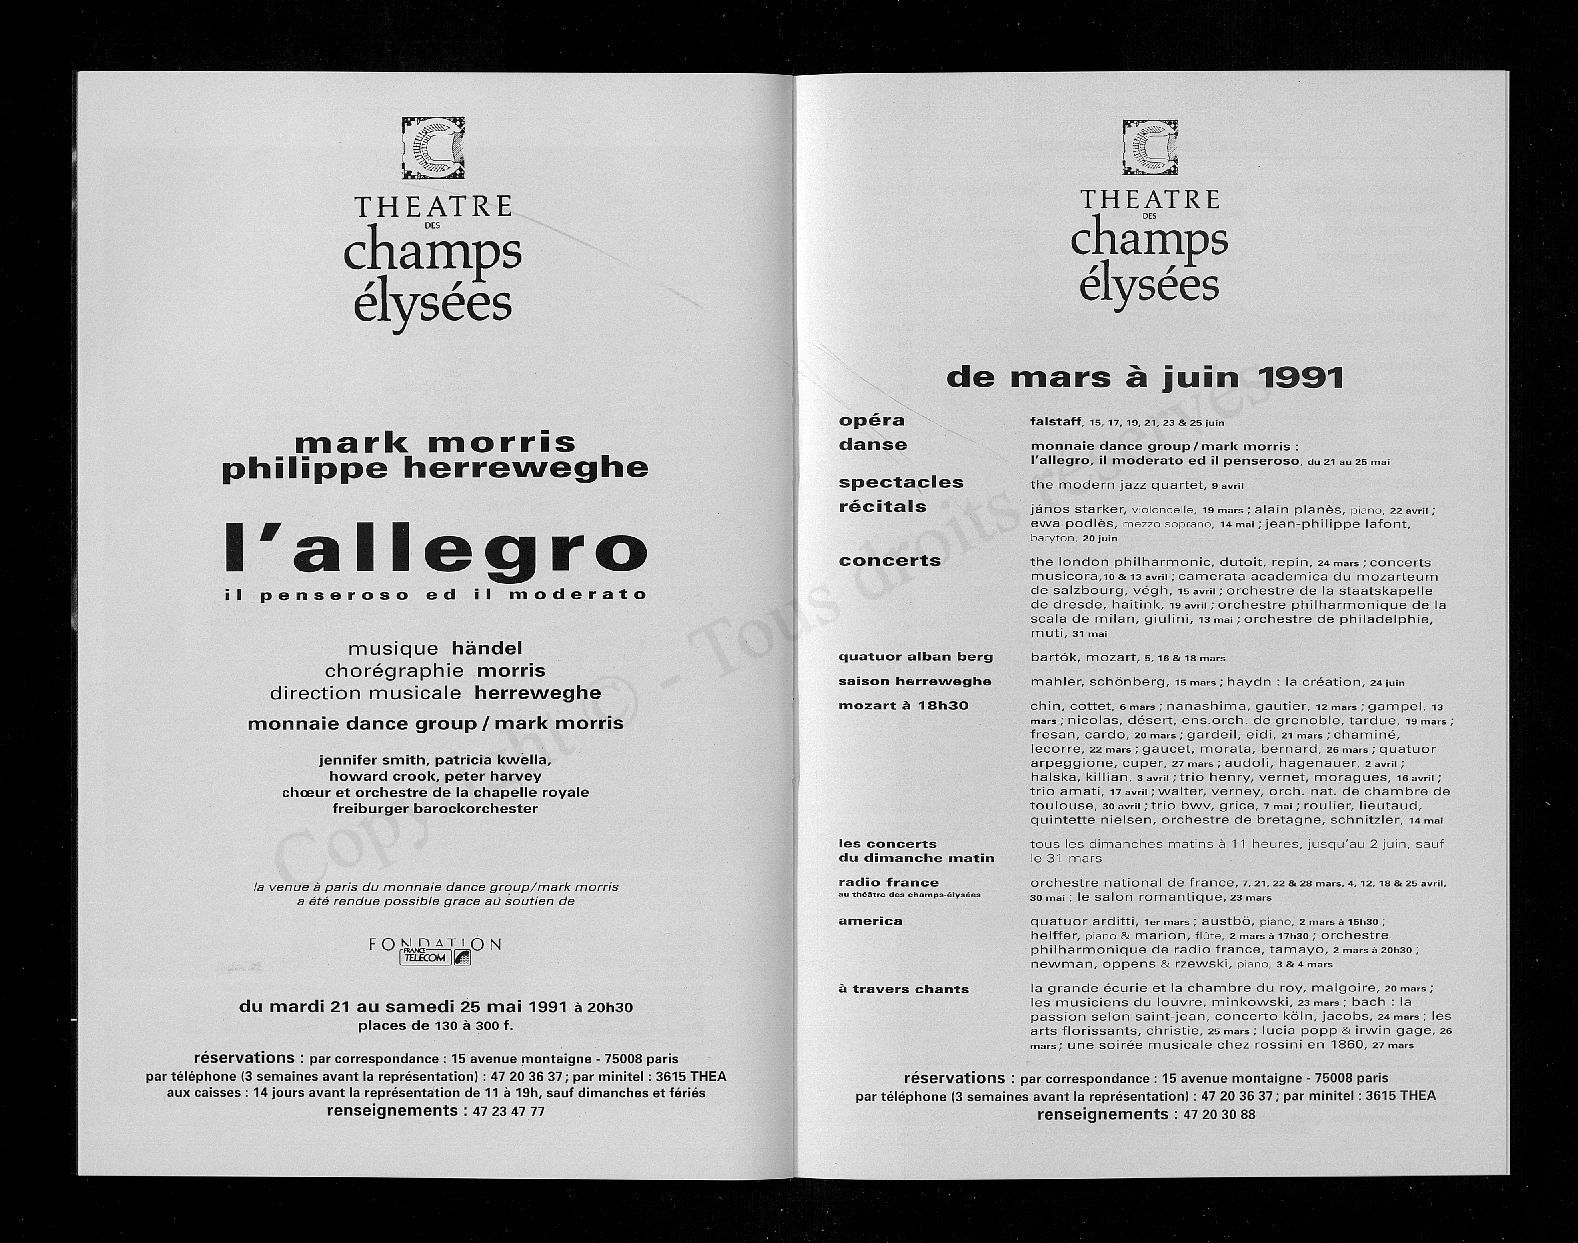 THEATRE
DES
champs
élysées
mark morris
philippe herreweghe
l'allegro
il penseroso ed il moderato
musique händel
chorégraphie morris
direction musicale herreweghe
monnaie dance group / mark morris
jennifer smith, patricia kwella,
howard crook, peter harvey
chœur et orchestre de la chapelle royale
freiburger barockorchester
la venue à paris du monnaie dance group/mark morris
a été rendue possible grace au soutien de
FONDATION
FRANCE
TELECOM
du mardi 21 au samedi 25 mai 1991 à 20h30
places de 130 à 300 f.
réservations : par correspondance : 15 avenue montaigne - 75008 paris
par téléphone (3 semaines avant la représentation) : 47 20 36 37 ; par minitel : 3615 THEA
aux caisses : 14 jours avant la représentation de 11 à 19h, sauf dimanches et fériés
renseignements : 47 23 47 77
THEATRE
DES
champs
élysées
de mars à juin 1991
opéra falstaff, 15, 17, 19, 21, 23 & 25 juin
danse monnaie dance group / mark morris :
l'allegro, il moderato ed il penseroso, du 21 au 25 mai
spectacles the modern jazz quartet, 9 avril
récitals jános starker, violoncelle, 19 mars ; alain planès, piano, 22 avril ;
ewa podlès, mezzo soprano, 14 mai ; jean-philippe lafont,
baryton, 20 juin
concerts the london philharmonic, dutoit, repin, 24 mars ; concerts
musicora, 10 & 13 avril ; camerata academica du mozarteum
de salzbourg, végh, 15 avril ; orchestre de la staatskapelle
de dresde, haitink, 19 avril ; orchestre philharmonique de la
scala de milan, giulini, 13 mai ; orchestre de philadelphie,
muti, 31 mai
quatuor alban berg bartók, mozart, 5, 16 & 18 mars
saison herreweghe mahler, schönberg, 15 mars ; haydn : la création, 24 juin
mozart à 18h30 chin, cottet, 6 mars ; nanashima, gautier, 12 mars ; gampel, 13
mars ; nicolas, désert, ens.orch. de grenoble, tardue, 19 mars ;
fresan, cardo, 20 mars ; gardeil, eidi, 21 mars ; chaminé,
lecorre, 22 mars ; gaucet, morata, bernard, 26 mars ; quatuor
arpeggione, cuper, 27 mars ; audoli, hagenauer, 2 avril ;
halska, killian, 3 avril ; trio henry, vernet, moragues, 16 avril ;
trio amati, 17 avril ; walter, verney, orch. nat. de chambre de
toulouse, 30 avril ; trio bwv, grice, 7 mai ; roulier, lieutaud,
quintette nielsen, orchestre de bretagne, schnitzler, 14 mai
les concerts tous les dimanches matins à 11 heures, jusqu'au 2 juin, sauf
du dimanche matin le 31 mars
radio france orchestre national de france, 7, 21, 22 & 28 mars, 4, 12, 18 & 25 avril,
au théâtre des champs-élysées 30 mai ; le salon romantique, 23 mars
america quatuor arditti, 1er mars ; austbö, piano, 2 mars à 15h30 ;
helffer, piano & marion, flûte, 2 mars à 17h30 ; orchestre
philharmonique de radio france, tamayo, 2 mars à 20h30 ;
newman, oppens & rzewski, piano, 3 & 4 mars
à travers chants la grande écurie et la chambre du roy, malgoire, 20 mars ;
les musiciens du louvre, minkowski, 23 mars ; bach : la
passion selon saint-jean, concerto köln, jacobs, 24 mars ; les
arts florissants, christie, 25 mars ; lucia popp & irwin gage, 26
mars ; une soirée musicale chez rossini en 1860, 27 mars
réservations : par correspondance : 15 avenue montaigne - 75008 paris
par téléphone (3 semaines avant la représentation) : 47 20 36 37 ; par minitel : 3615 THEA
renseignements : 47 20 30 88
Copyright © - Tous droits réservés